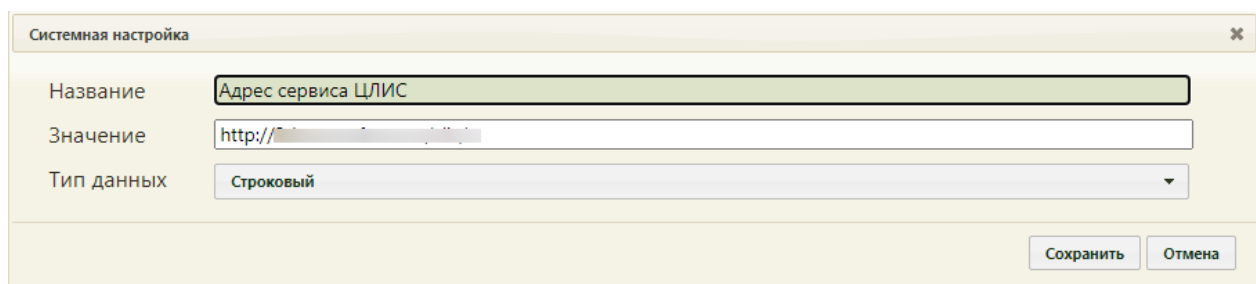 Системная настройка
Название
Адрес сервиса ЦЛИС
Значение
http://
Тип данных
Строковый
Сохранить
Отмена